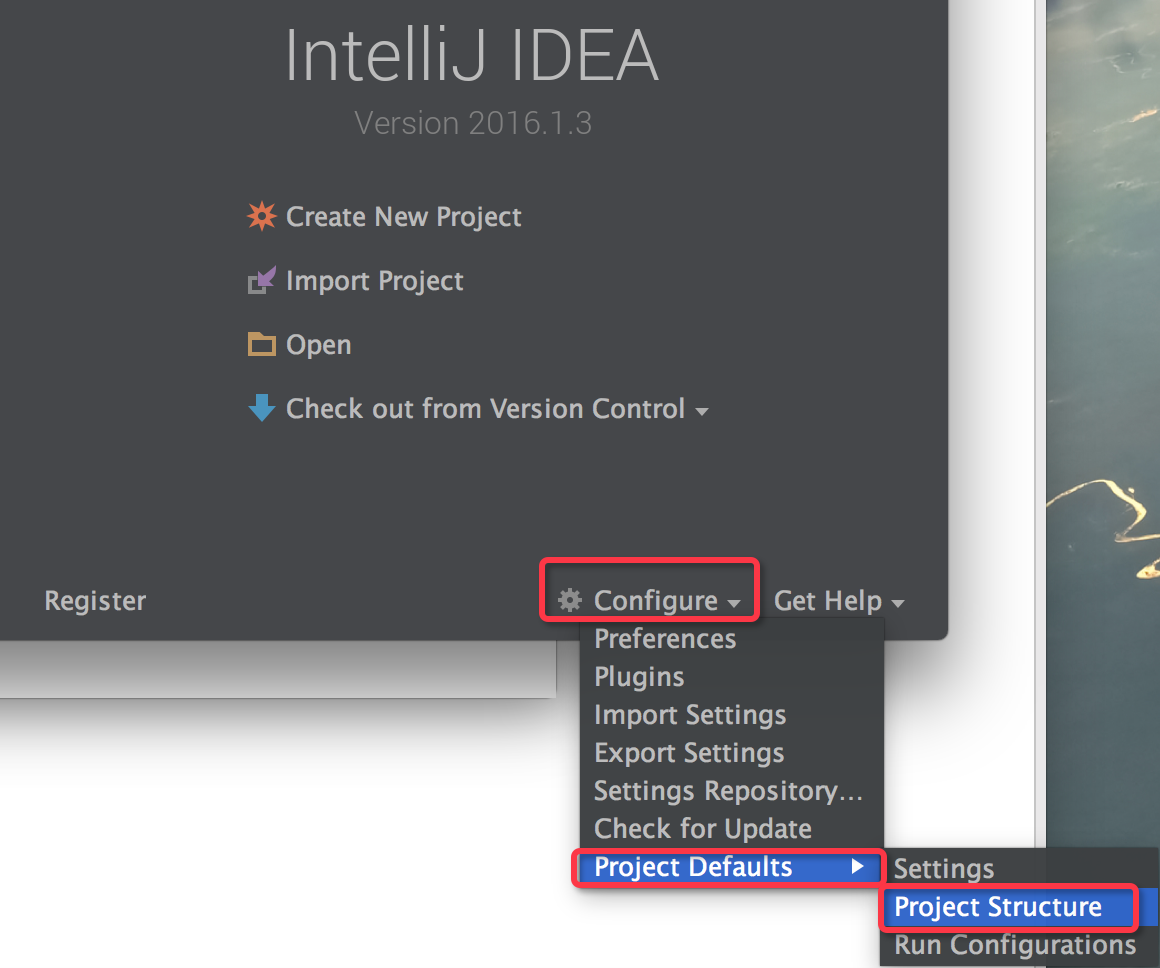 IntelliJ IDEA
Version 2016.1.3
Create New Project
Import Project
Open
Check out from Version Control
Register
Configure
Get Help
Preferences
Plugins
Import Settings
Export Settings
Settings Repository...
Check for Update
Project Defaults
Settings
Project Structure
Run Configurations